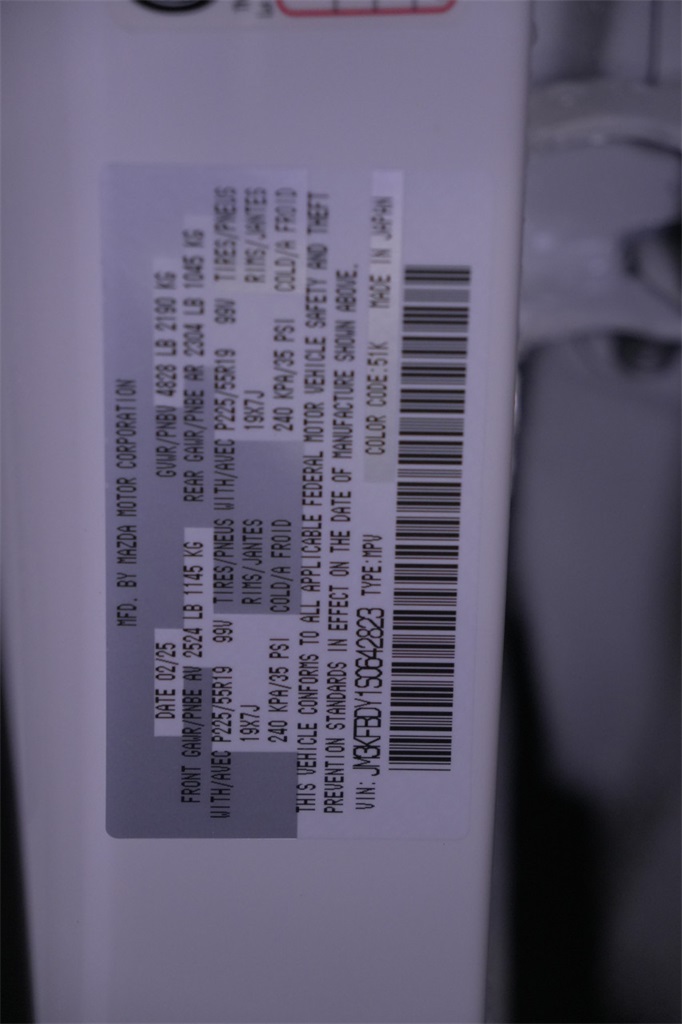 MFD. BY MAZDA MOTOR CORPORATION
DATE 02/25 GVWR/PNBV 4828 LB 2190 KG
FRONT GAWR/PNBE AV 2524 LB 1145 KG REAR GAWR/PNBE AR 2304 LB 1045 KG
WITH/AVEC P225/55R19 99V TIRES/PNEUS WITH/AVEC P225/55R19 99V TIRES/PNEUS
19X7J RIMS/JANTES 19X7J RIMS/JANTES
240 KPA/35 PSI COLD/A FROID 240 KPA/35 PSI COLD/A FROID
THIS VEHICLE CONFORMS TO ALL APPLICABLE FEDERAL MOTOR VEHICLE SAFETY AND THEFT
PREVENTION STANDARDS IN EFFECT ON THE DATE OF MANUFACTURE SHOWN ABOVE.
VIN: JM3KFBDY1S0642823 TYPE:MPV COLOR CODE:51K MADE IN JAPAN